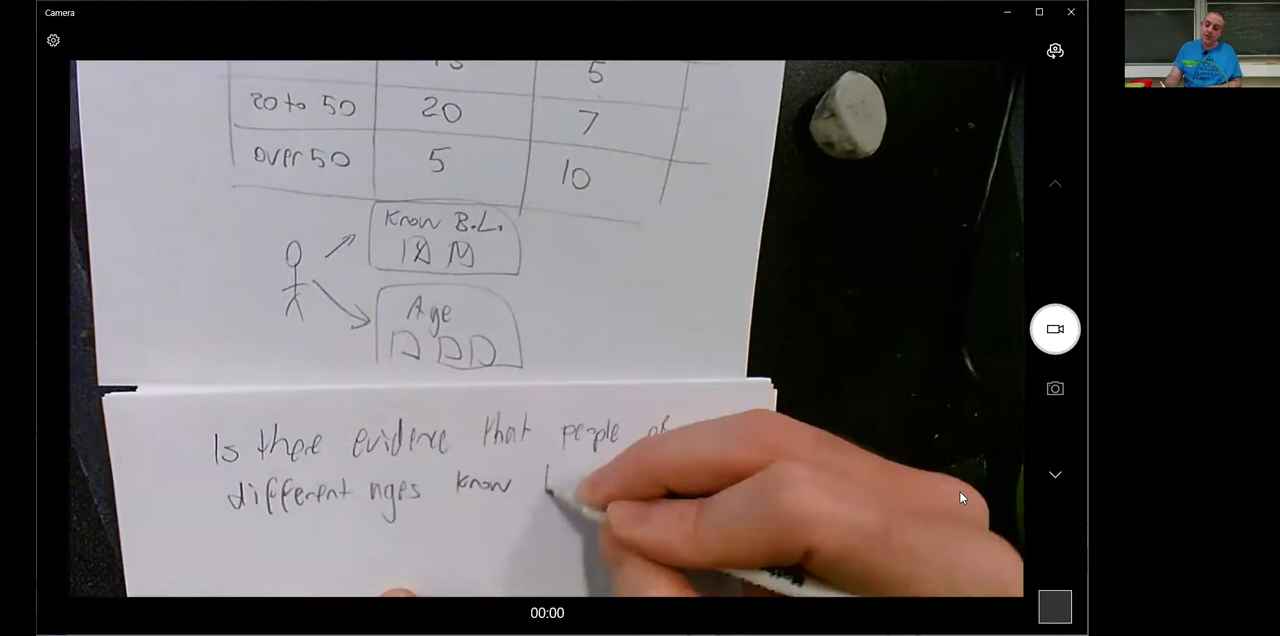 Camera
5
20 to 50 20 7
over 50 5 10
Know B.L.
Age
Is there evidence that people of
different ages know
00:00